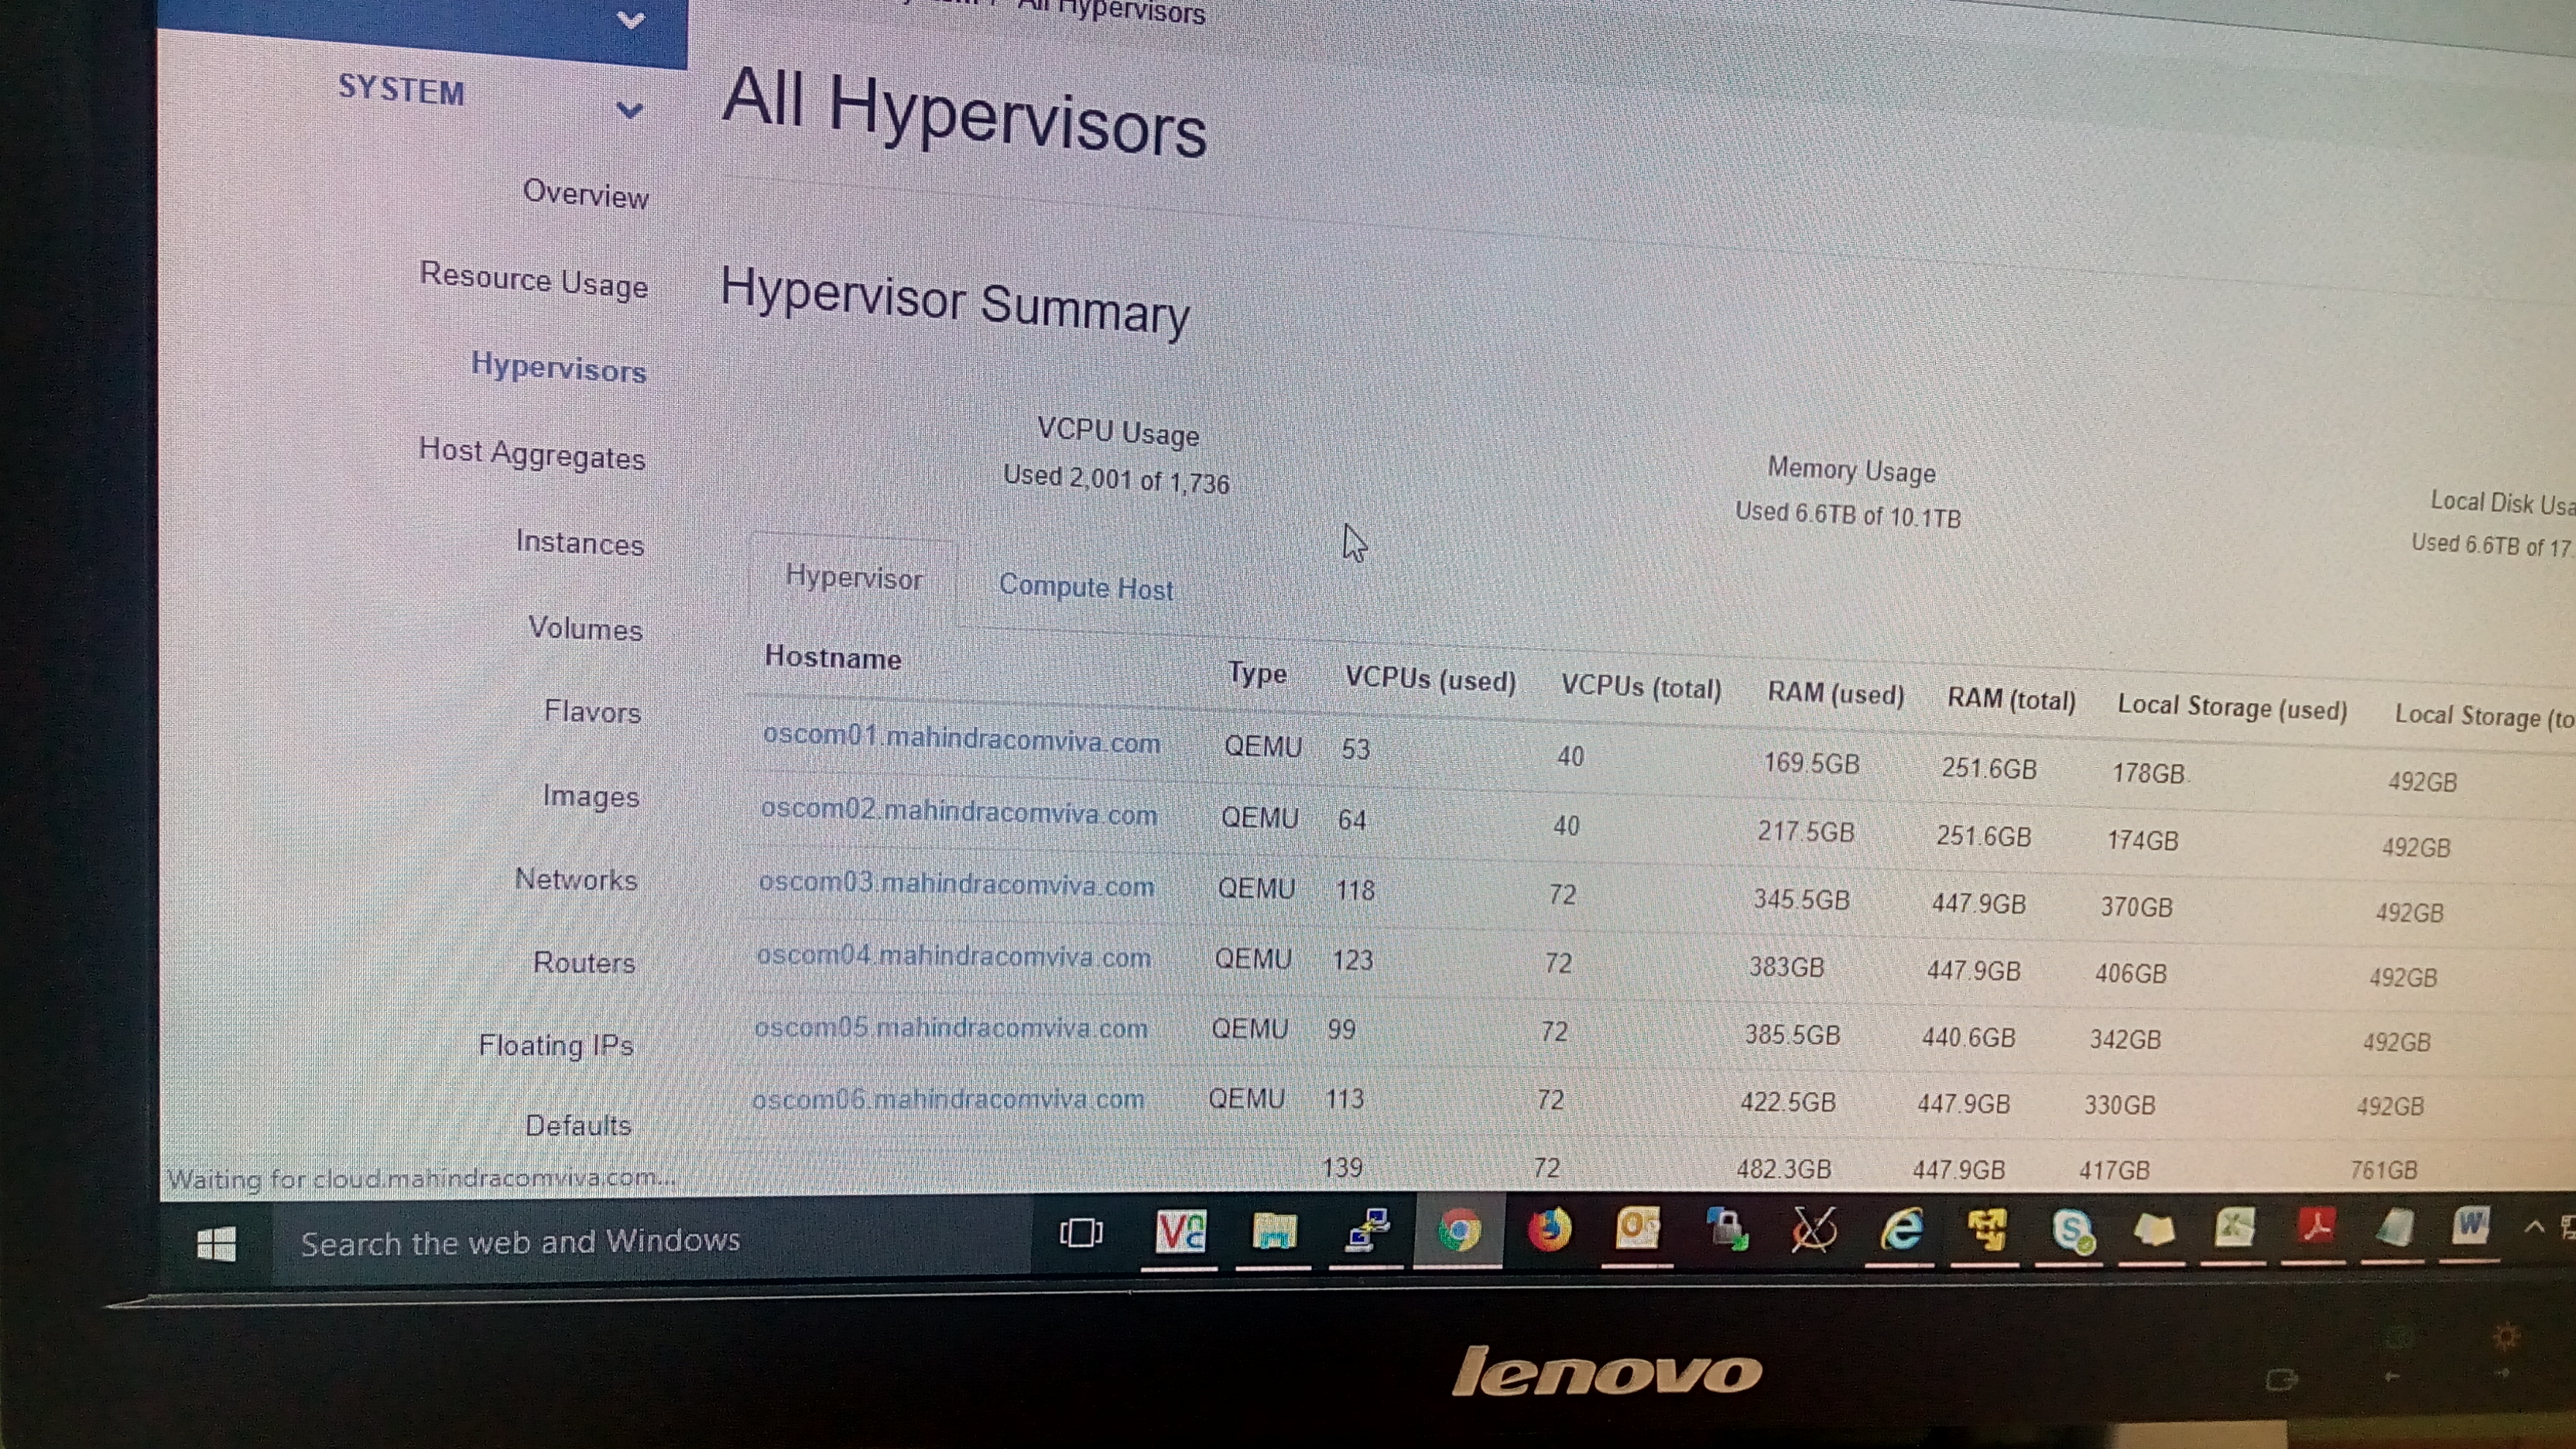 All Hypervisors
SYSTEM
Overview
Resource Usage
Hypervisors
Host Aggregates
Instances
Volumes
Flavors
Images
Networks
Routers
Floating IPs
Defaults
All Hypervisors
Hypervisor Summary
VCPU Usage
Used 2,001 of 1,736
Memory Usage
Used 6.6TB of 10.1TB
Local Disk
Used 6.6TB of 17.
Hypervisor Compute Host
Hostname Type VCPUs (used) VCPUs (total) RAM (used) RAM (total) Local Storage (used) Local Storage (to
oscom01.mahindracomviva.com QEMU 53 40 169.5GB 251.6GB 178GB 492GB
oscom02.mahindracomviva.com QEMU 64 40 217.5GB 251.6GB 174GB 492GB
oscom03.mahindracomviva.com QEMU 118 72 345.5GB 447.9GB 370GB 492GB
oscom04.mahindracomviva.com QEMU 123 72 383GB 447.9GB 406GB 492GB
oscom05.mahindracomviva.com QEMU 99 72 385.5GB 440.6GB 342GB 492GB
oscom06.mahindracomviva.com QEMU 113 72 422.5GB 447.9GB 330GB 492GB
139 72 482.3GB 447.9GB 417GB 761GB
Waiting for cloud.mahindracomviva.com...
Search the web and Windows
lenovo